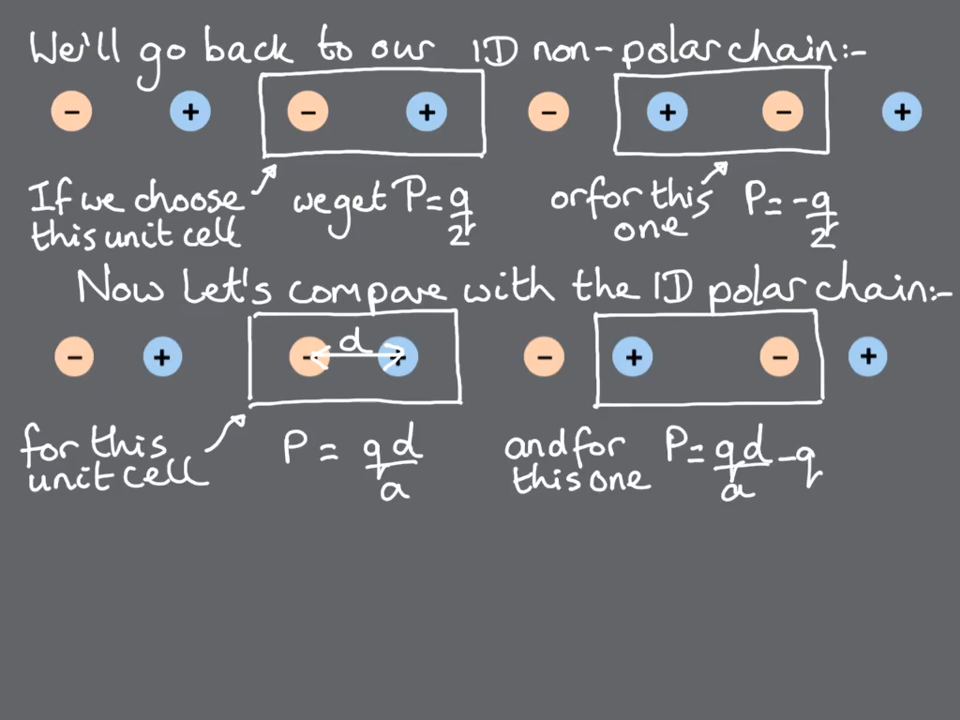 We'll go back to our 1D non-polar chain:-
- + - + - + - +
If we choose this unit cell
we get P = q/2
or for this one
P = -q/2
Now let's compare with the 1D polar chain:-
- + - d + - + - +
for this unit cell
P = qd/a
and for this one
P = qd/a - q